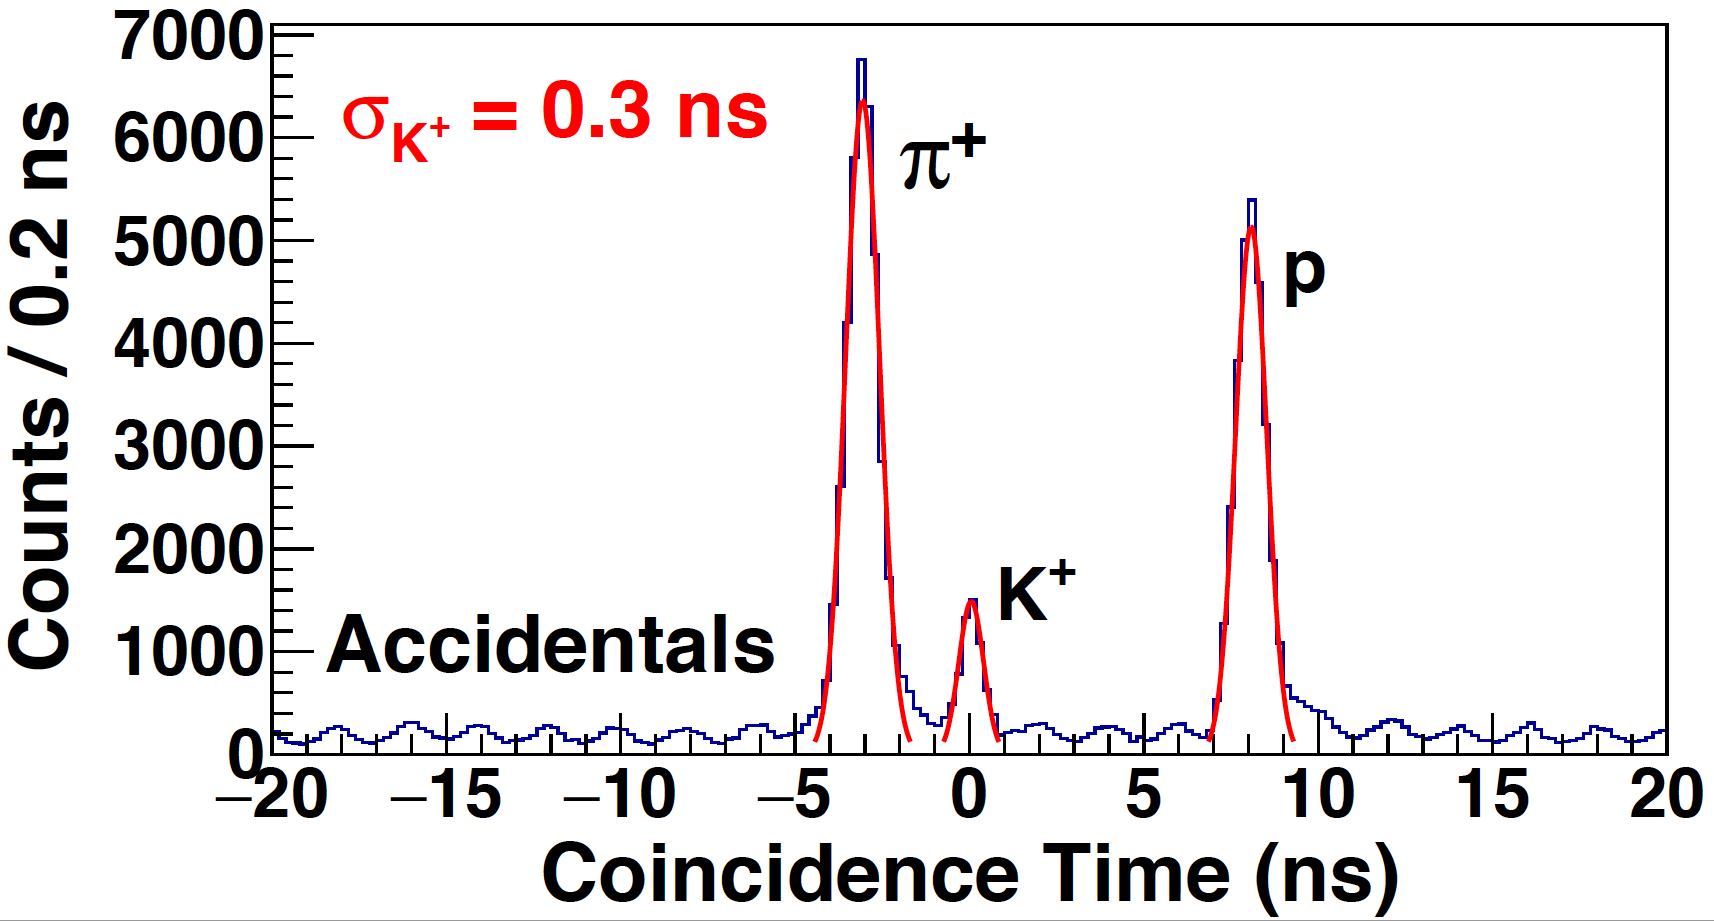 7000
6000
5000
4000
3000
2000
1000
0
Counts / 0.2 ns
σK⁺ = 0.3 ns
π⁺
p
K⁺
Accidentals
−20 −15 −10 −5 0 5 10 15 20
Coincidence Time (ns)